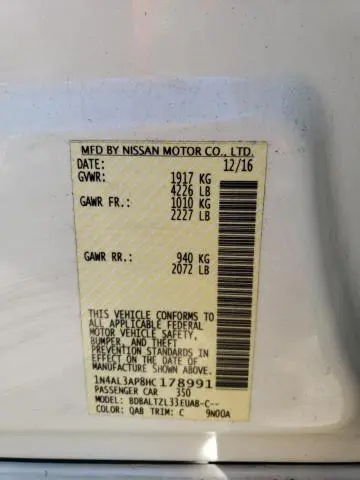 MFD BY NISSAN MOTOR CO., LTD.
DATE: 12/16
GVWR: 1917 KG
4226 LB
GAWR FR.: 1010 KG
2227 LB
GAWR RR.: 940 KG
2072 LB
THIS VEHICLE CONFORMS TO
ALL APPLICABLE FEDERAL
MOTOR VEHICLE SAFETY,
BUMPER, AND THEFT
PREVENTION STANDARDS
IN EFFECT ON THE DATE OF
MANUFACTURE SHOWN ABOVE.
1N4AL3AP8HC178991
PASSENGER CAR 350
MODEL: BDBALTZL33EUAB-C--
COLOR: QAB TRIM: C 9N00A